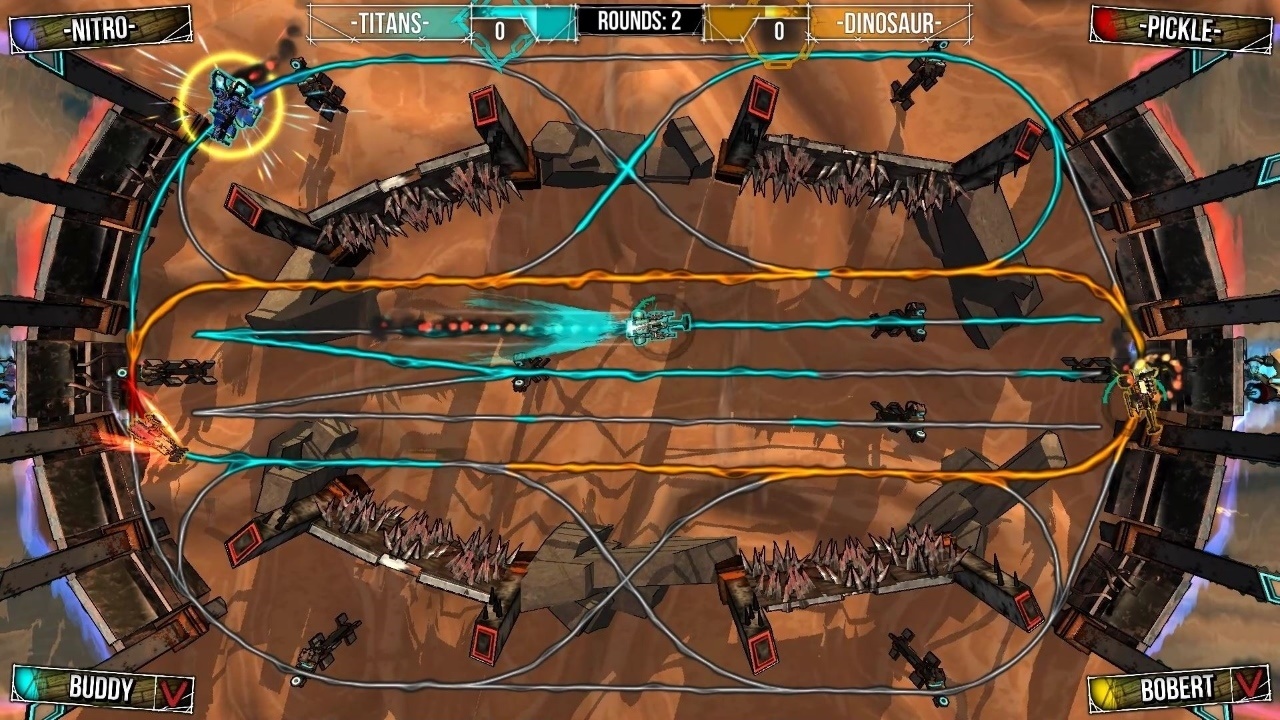 -NITRO-
-TITANS-
0
ROUNDS: 2
0
-DINOSAUR-
-PICKLE-
BUDDY
BOBERT